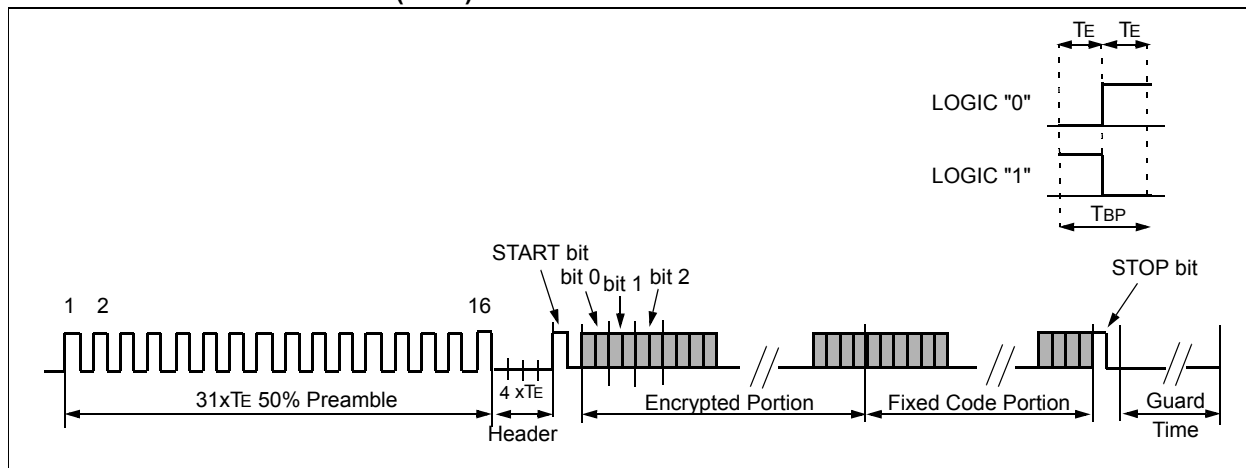 TE TE
LOGIC "0"
LOGIC "1"
TBP
START bit
bit 0
bit 1
bit 2
STOP bit
1 2 16
31xTE 50% Preamble
4 xTE
Header
Encrypted Portion
Fixed Code Portion
Guard
Time